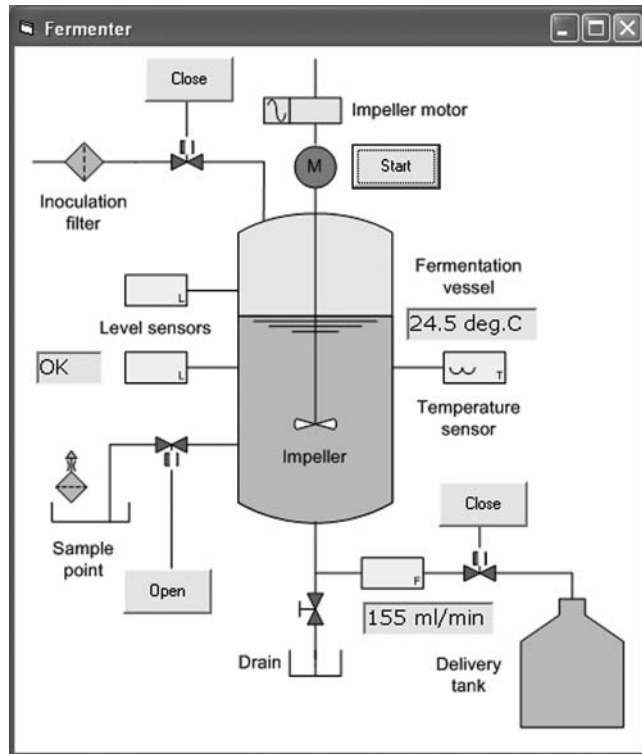 Fermenter
Close
Impeller motor
M
Start
Inoculation
filter
Fermentation
vessel
L
Level sensors
24.5 deg.C
OK
L
T
Temperature
sensor
Impeller
Close
Sample
point
Open
F
155 ml/min
Drain
Delivery
tank